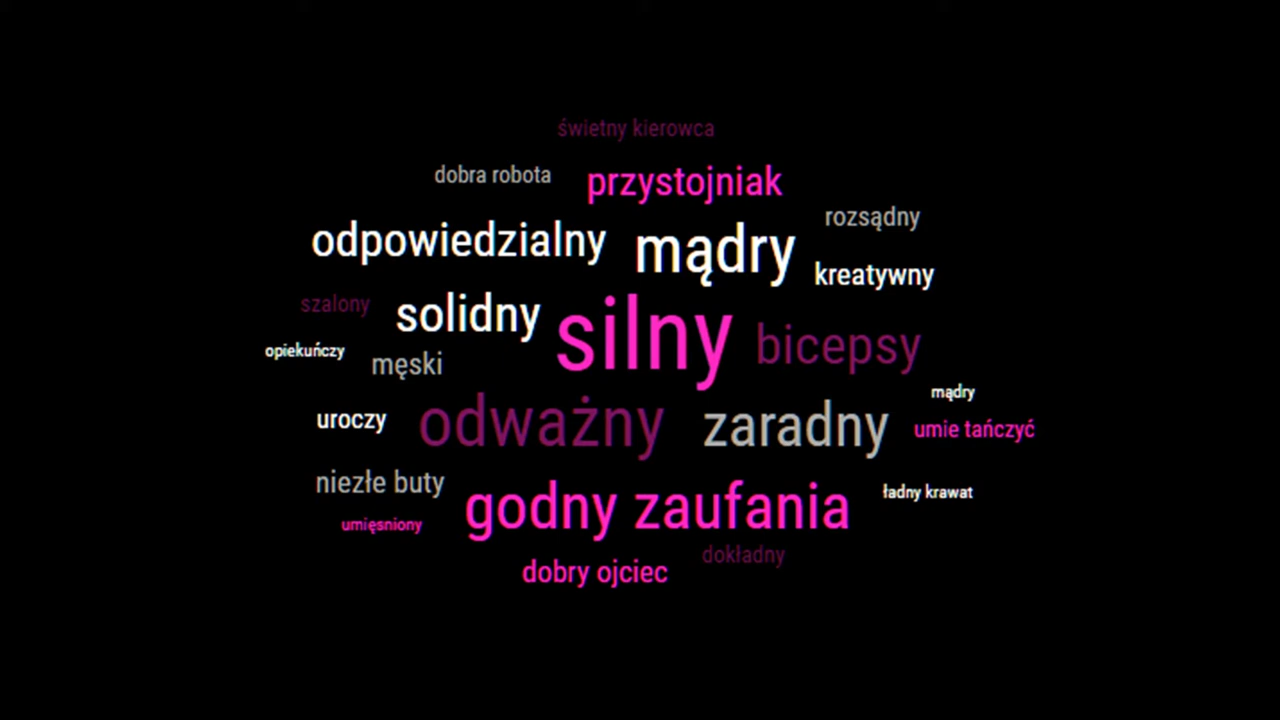 świetny kierowca
dobra robota
przystojniak
rozsądny
odpowiedzialny
mądry
kreatywny
szalony
solidny
silny
bicepsy
opiekuńczy
męski
mądry
uroczy
odważny
zaradny
umie tańczyć
niezłe buty
godny zaufania
ładny krawat
umięsniony
dobry ojciec
dokładny